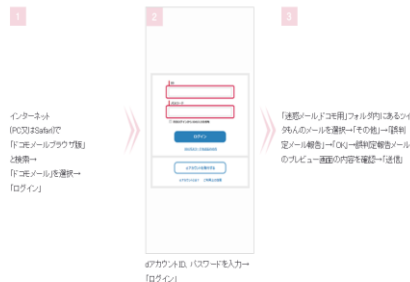 1
インターネット
(PC又はSafari)で
「ドコモメールブラウザ版」
と検索→
「ドコモメール」を選択→
「ログイン」
2
ログイン
dアカウントID、パスワードを入力→
「ログイン」
3
「迷惑メール」ドコモ用」フォルダ内にあるツイ
タもんのメールを選択→「その他」→「誤判
定メール報告」→「OK」→誤判定報告メール
のプレビュー画面の内容を確認→「送信」